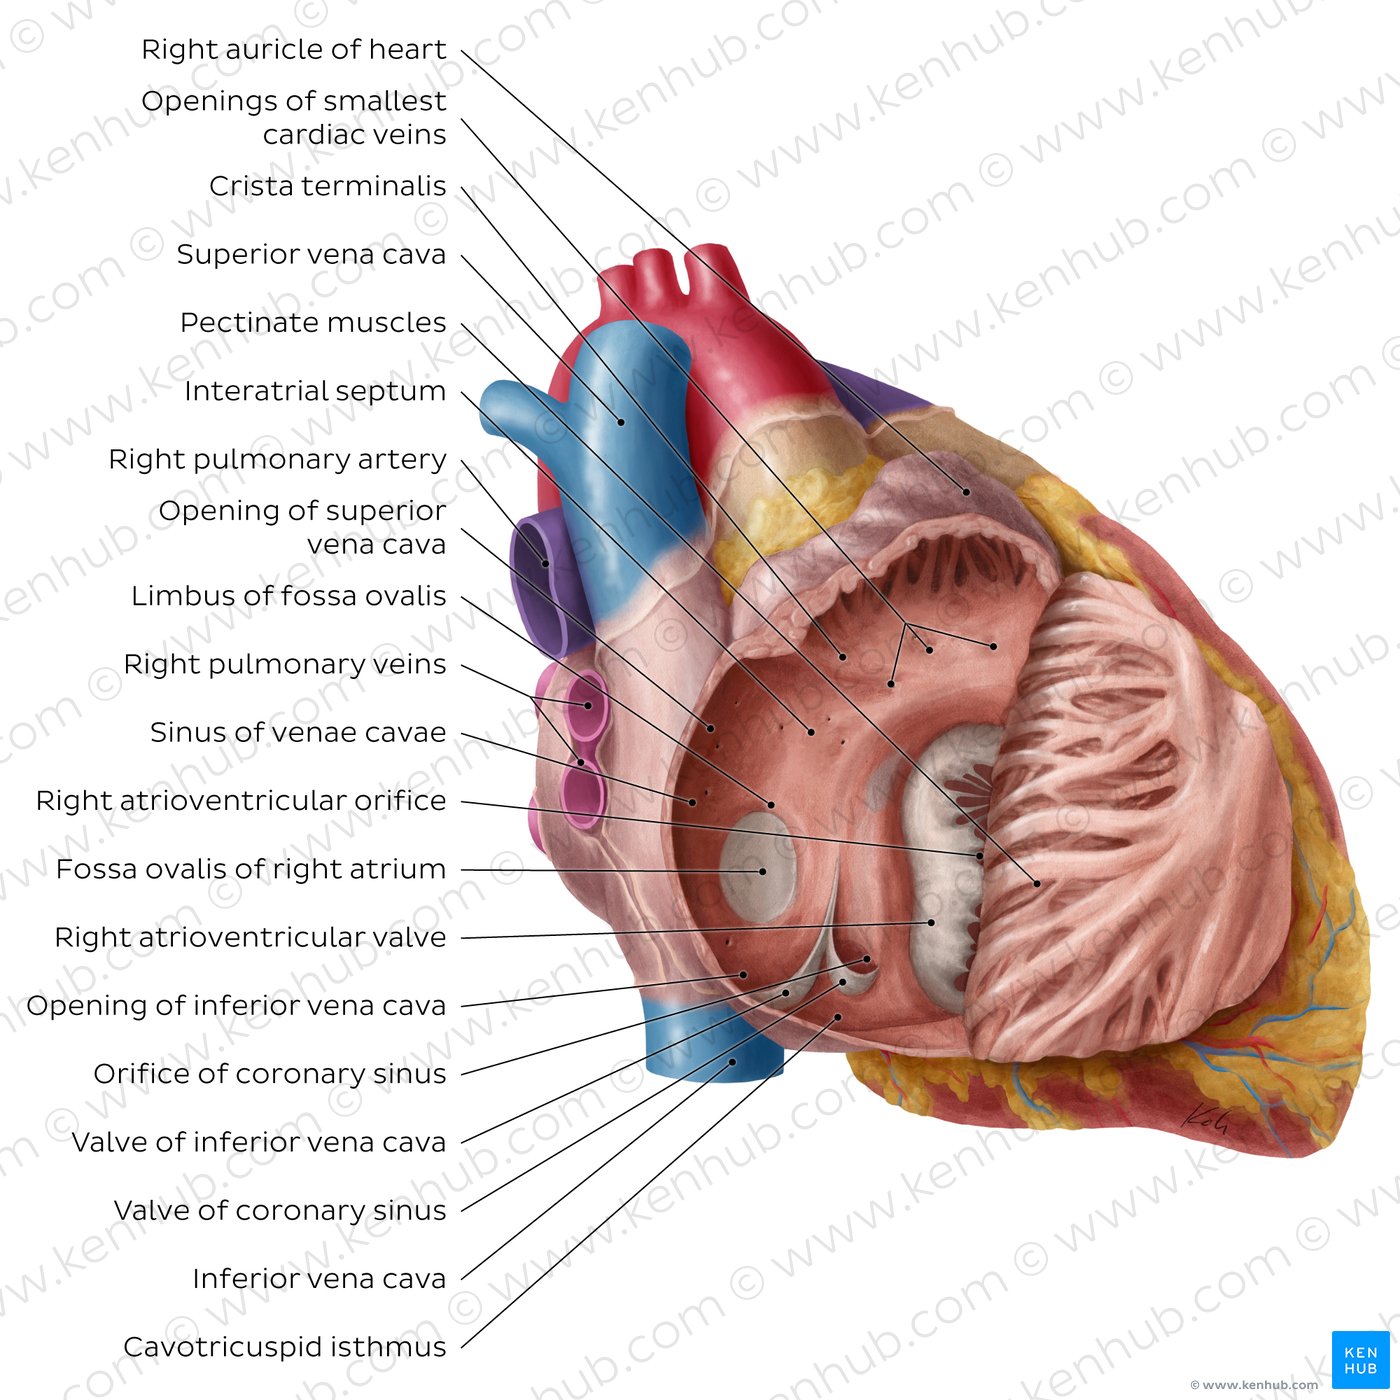 Right auricle of heart
Openings of smallest
cardiac veins
Crista terminalis
Superior vena cava
Pectinate muscles
Interatrial septum
Right pulmonary artery
Opening of superior
vena cava
Limbus of fossa ovalis
Right pulmonary veins
Sinus of venae cavae
Right atrioventricular orifice
Fossa ovalis of right atrium
Right atrioventricular valve
Opening of inferior vena cava
Orifice of coronary sinus
Valve of inferior vena cava
Valve of coronary sinus
Inferior vena cava
Cavotricuspid isthmus
Koh
KEN
HUB
© www.kenhub.com